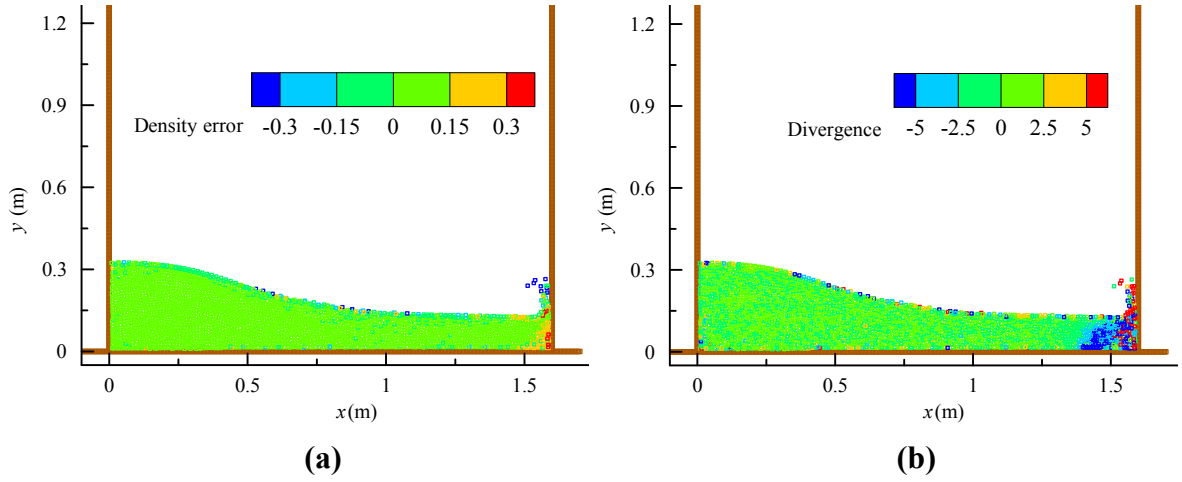 1.2
0.9
0.6
0.3
0
y (m)
Density error
-0.3 -0.15 0 0.15 0.3
0 0.5 1 1.5
x (m)
(a)
1.2
0.9
0.6
0.3
0
y (m)
Divergence
-5 -2.5 0 2.5 5
0 0.5 1 1.5
x (m)
(b)